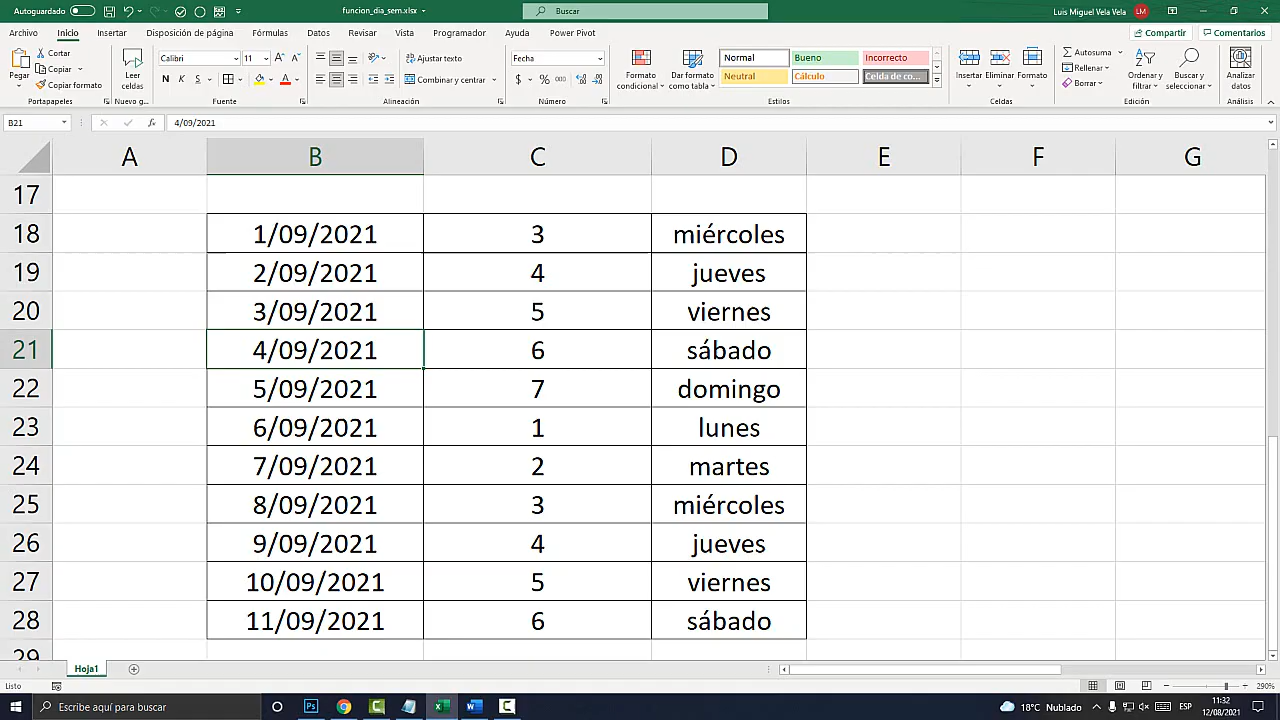 Autoguardado funcion_dia_sem.xlsx Buscar Luis Miguel Vela Vela LM
Archivo Inicio Insertar Disposición de página Fórmulas Datos Revisar Vista Programador Ayuda Power Pivot Compartir Comentarios
Pegar Cortar Copiar Copiar formato Portapapeles
Leer celdas Nuevo g...
Calibri 11 N K S Fuente
Ajustar texto Combinar y centrar Alineación
Fecha $ % 000 Número
Formato condicional Dar formato como tabla
Normal Bueno Incorrecto
Neutral Cálculo Celda de co...
Estilos
Insertar Eliminar Formato Celdas
Autosuma Rellenar Borrar Ordenar y filtrar Buscar y seleccionar Edición
Analizar datos Análisis
B21 fx 4/09/2021
A B C D E F G
17
18 1/09/2021 3 miércoles
19 2/09/2021 4 jueves
20 3/09/2021 5 viernes
21 4/09/2021 6 sábado
22 5/09/2021 7 domingo
23 6/09/2021 1 lunes
24 7/09/2021 2 martes
25 8/09/2021 3 miércoles
26 9/09/2021 4 jueves
27 10/09/2021 5 viernes
28 11/09/2021 6 sábado
29
Hoja1
Listo 290%
Escribe aquí para buscar 18°C Nublado ESP 11:32
12/08/2021